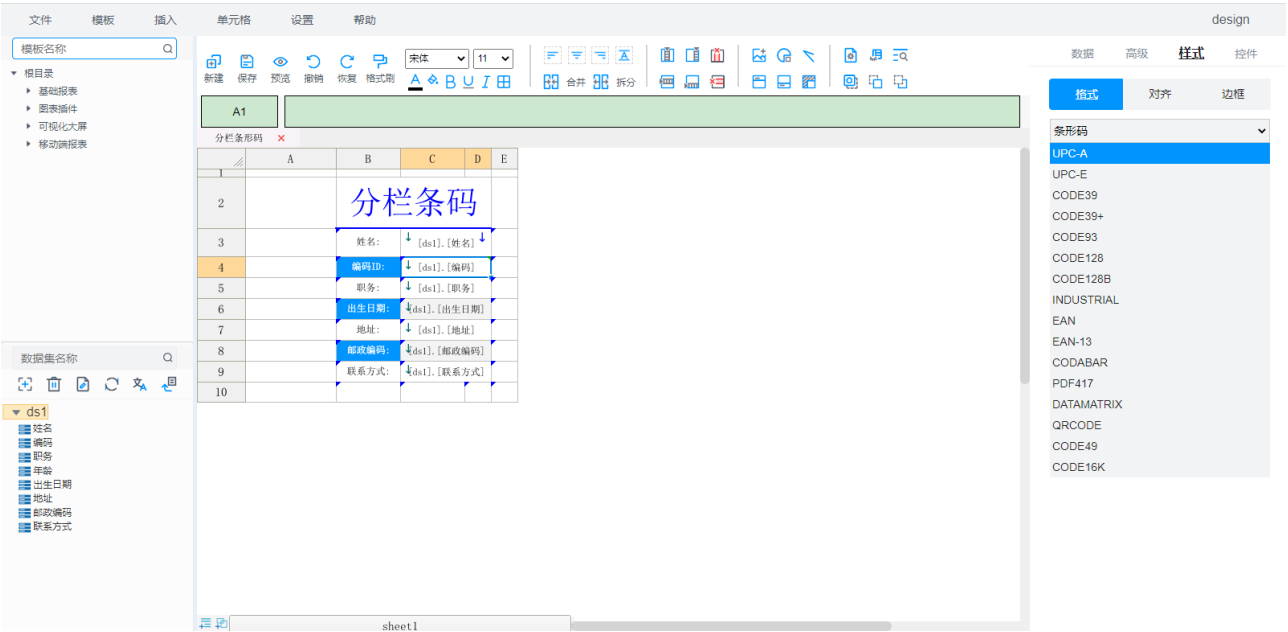 文件 模板 插入 单元格 设置 帮助 design
模板名称
根目录
基础报表
图表插件
可视化大屏
移动端报表
数据集名称
ds1
姓名
编码
职务
年龄
出生日期
地址
邮政编码
联系方式
宋体 11
新建 保存 预览 撤销 恢复 格式刷 合并 拆分
A B U I
A1
分栏条形码
A B C D E
1
2 分栏条码
3 姓名: [ds1].[姓名]
4 编码ID: [ds1].[编码]
5 职务: [ds1].[职务]
6 出生日期: [ds1].[出生日期]
7 地址: [ds1].[地址]
8 邮政编码: [ds1].[邮政编码]
9 联系方式: [ds1].[联系方式]
10
sheet1
数据 高级 样式 控件
格式 对齐 边框
条形码
UPC-A
UPC-E
CODE39
CODE39+
CODE93
CODE128
CODE128B
INDUSTRIAL
EAN
EAN-13
CODABAR
PDF417
DATAMATRIX
QRCODE
CODE49
CODE16K